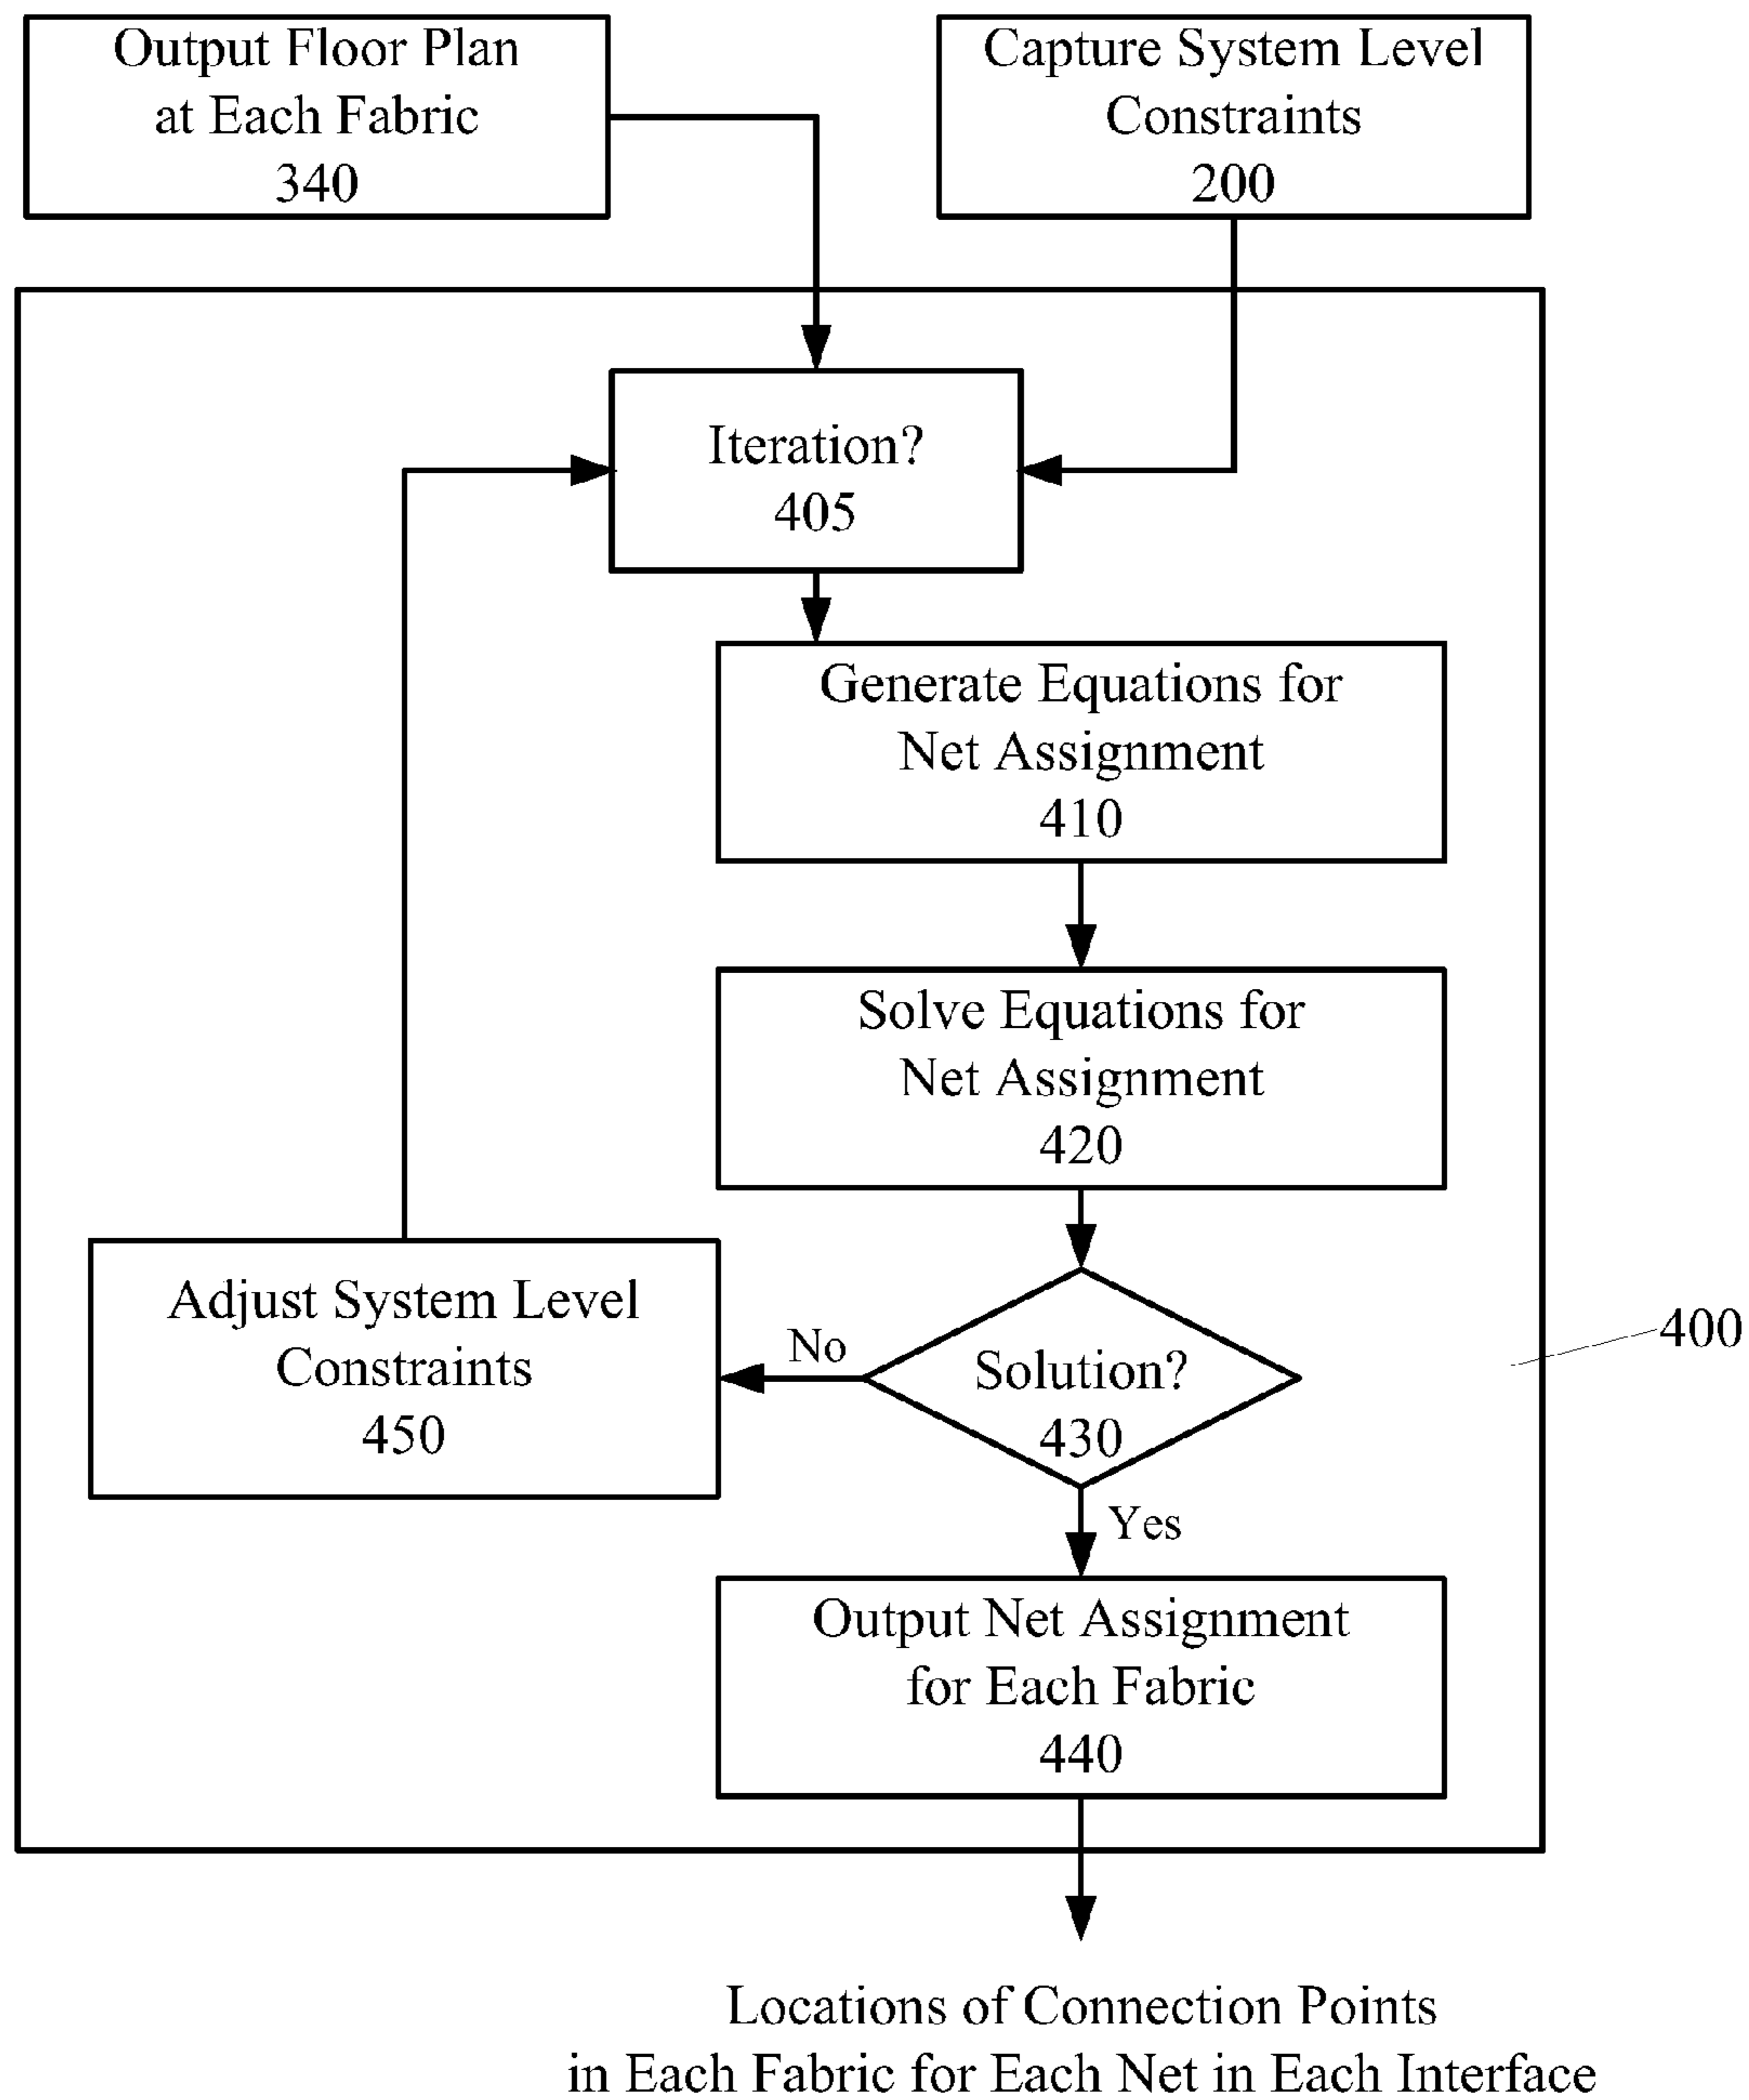 Output Floor Plan
at Each Fabric
340
Capture System Level
Constraints
200
Iteration?
405
Generate Equations for
Net Assignment
410
Solve Equations for
Net Assignment
420
Adjust System Level
Constraints
450
No
Solution?
430
400
Yes
Output Net Assignment
for Each Fabric
440
Locations of Connection Points
in Each Fabric for Each Net in Each Interface